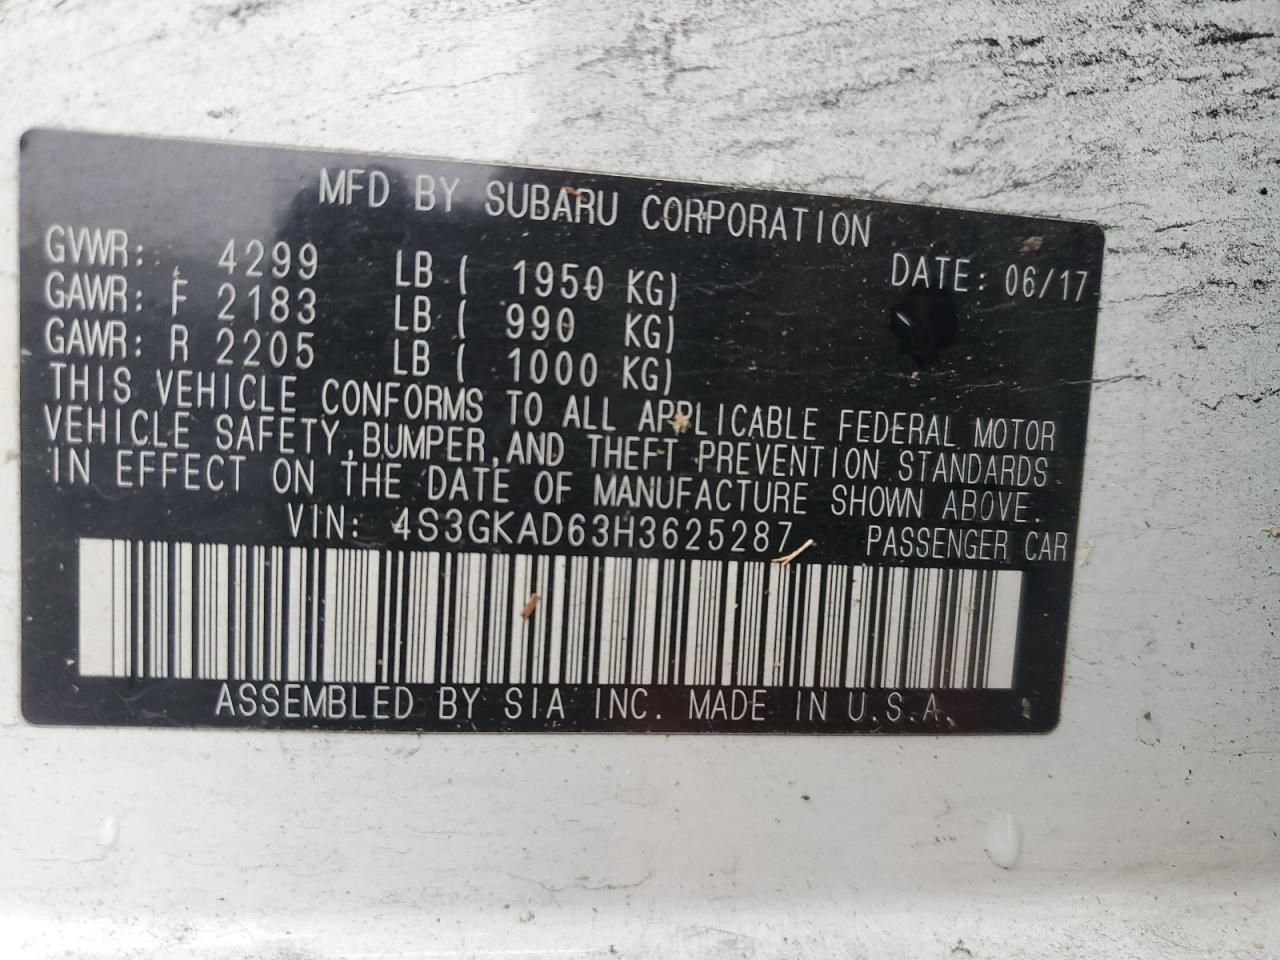 MFD BY SUBARU CORPORATION
GVWR: 4299 LB ( 1950 KG) DATE: 06/17
GAWR: F 2183 LB ( 990 KG)
GAWR: R 2205 LB ( 1000 KG)
THIS VEHICLE CONFORMS TO ALL APPLICABLE FEDERAL MOTOR
VEHICLE SAFETY, BUMPER, AND THEFT PREVENTION STANDARDS
IN EFFECT ON THE DATE OF MANUFACTURE SHOWN ABOVE.
VIN: 4S3GKAD63H3625287 PASSENGER CAR
ASSEMBLED BY SIA INC. MADE IN U.S.A.